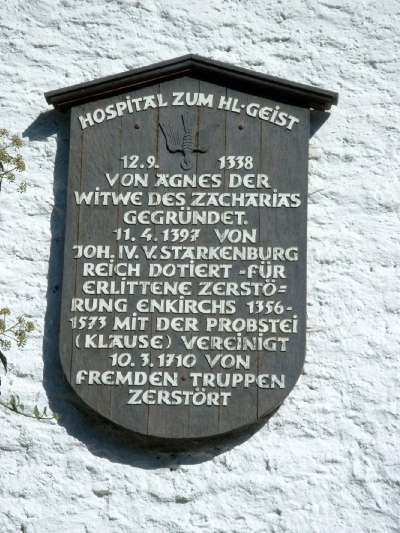 HOSPITAL ZUM HL·GEIST
12.9. 1338
VON AGNES DER
WITWE DES ZACHARIAS
GEGRÜNDET.
11.4.1397 VON
JOH. IV. V. STARKENBURG
REICH DOTIERT -FÜR
ERLITTENE ZERSTÖ=
RUNG ENKIRCHS 1356-
1573 MIT DER PROBSTEI
(KLAUSE) VEREINIGT
10.3.1710 VON
FREMDEN TRUPPEN
ZERSTÖRT